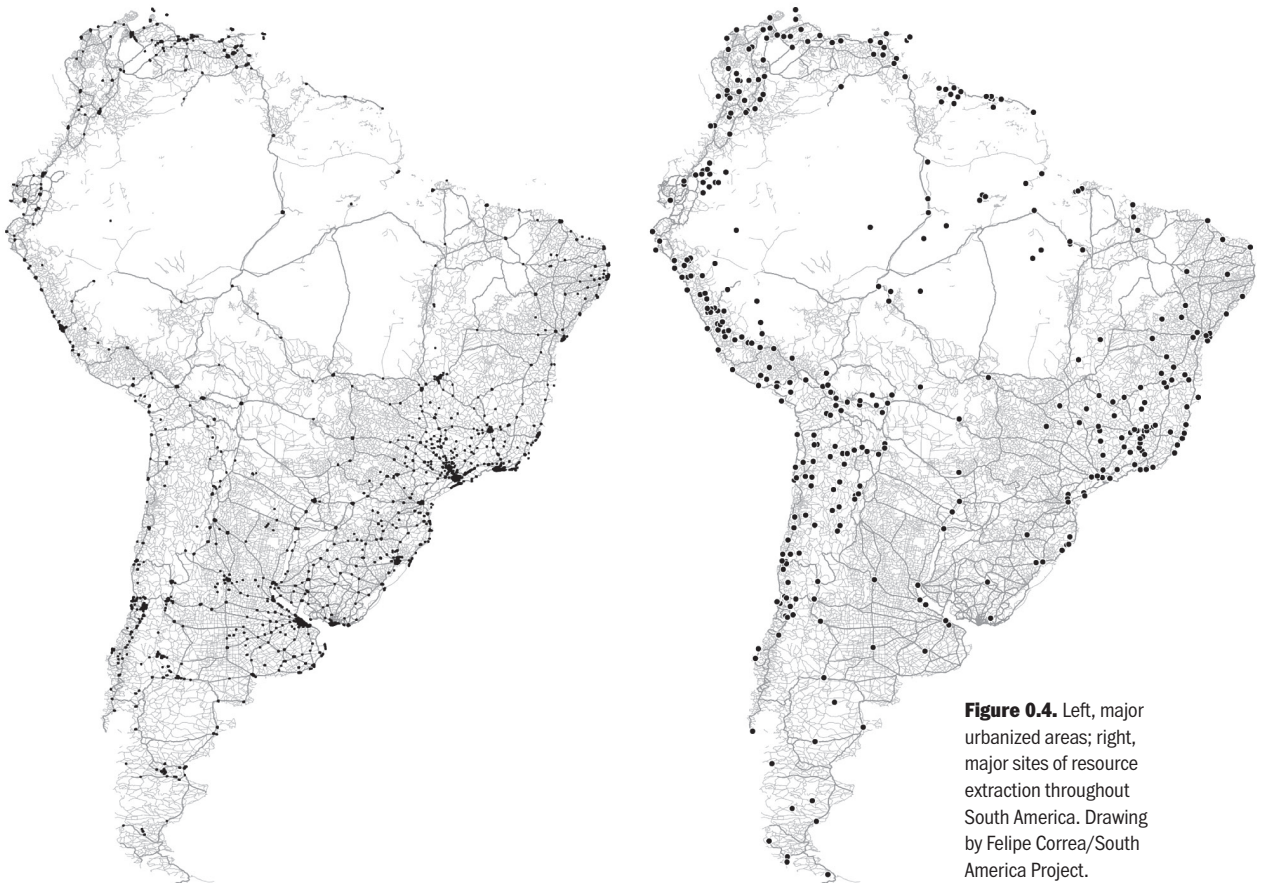 Figure 0.4. Left, major
urbanized areas; right,
major sites of resource
extraction throughout
South America. Drawing
by Felipe Correa/South
America Project.